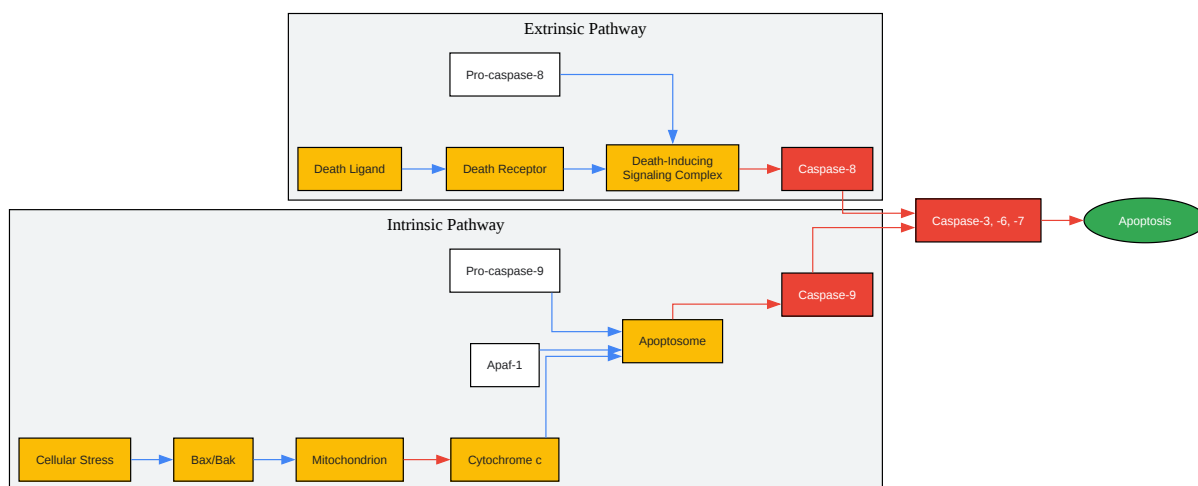 Extrinsic Pathway
Pro-caspase-8
Death Ligand
Death Receptor
Death-Inducing
Signaling Complex
Caspase-8
Caspase-3, -6, -7
Apoptosis
Intrinsic Pathway
Pro-caspase-9
Caspase-9
Apoptosome
Apaf-1
Cellular Stress
Bax/Bak
Mitochondrion
Cytochrome c